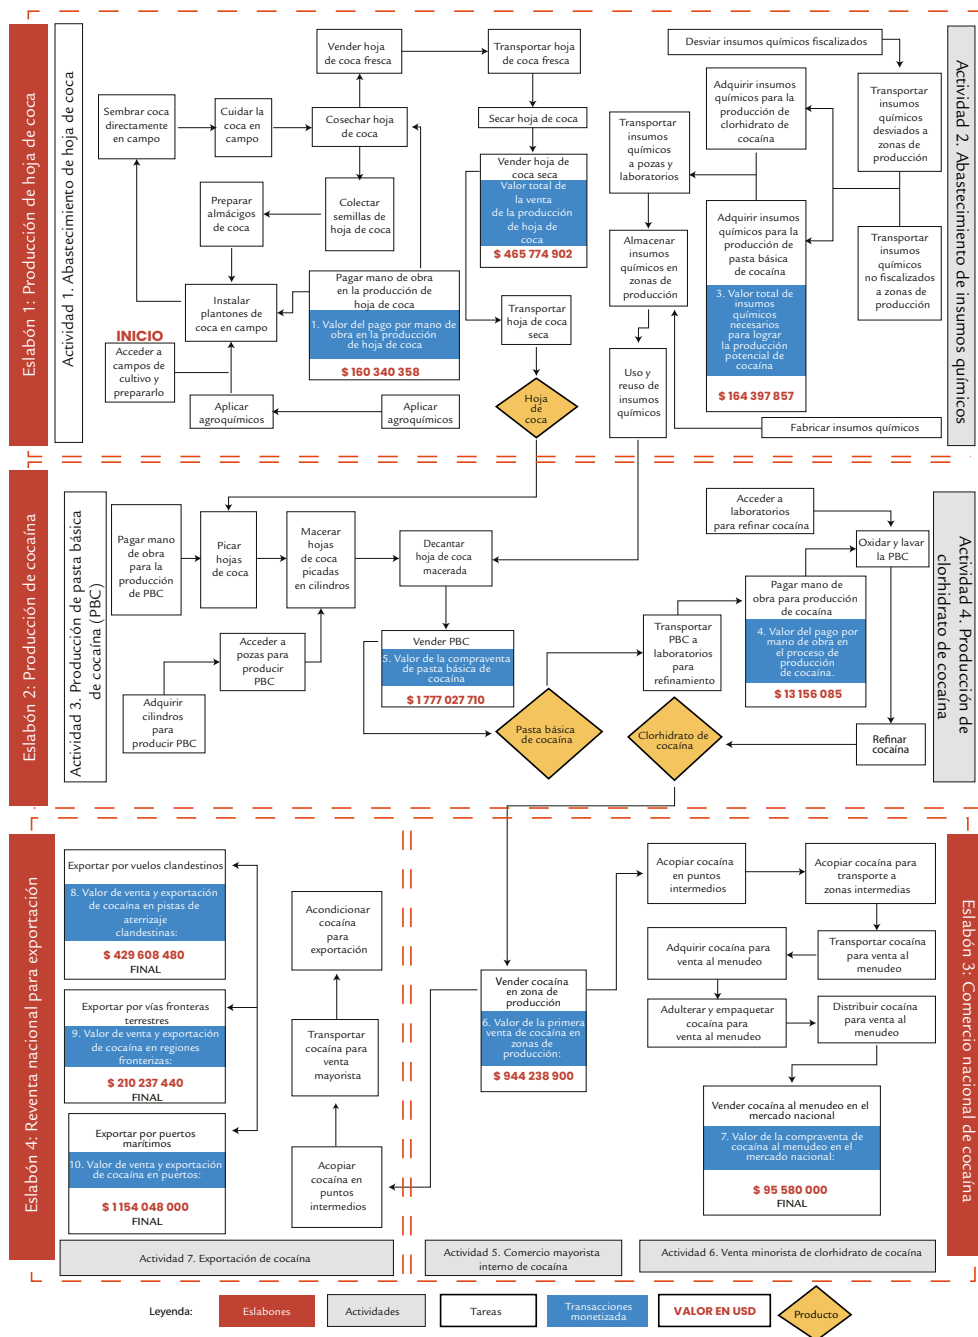 Eslabón 1: Producción de hoja de coca
Actividad 1. Abastecimiento de hoja de coca
Sembrar coca
directamente
en campo
Cuidar la
coca en
campo
Vender hoja
de coca fresca
Cosechar hoja
de coca
Transportar hoja
de coca fresca
Secar hoja de coca
Vender hoja de
coca seca
Valor total de
la venta
de la producción
de hoja de
coca
$ 465 774 902
Preparar
almácigos
de coca
Colectar
semillas de
hoja de coca
Instalar
plantones de
coca en campo
Pagar mano de obra
en la producción de
hoja de coca
1. Valor del pago por mano de
obra en la producción
de hoja de coca
$ 160 340 358
INICIO
Acceder a
campos de
cultivo y
prepararlo
Aplicar
agroquímicos
Aplicar
agroquímicos
Transportar
hoja de coca
seca
Hoja
de
coca
Desviar insumos químicos fiscalizados
Transportar
insumos
químicos
a pozas y
laboratorios
Adquirir insumos
químicos para la
producción de
clorhidrato de
cocaína
Transportar
insumos
químicos
desviados a
zonas de
producción
Almacenar
insumos
químicos en
zonas de
producción
Adquirir insumos
químicos para la
producción de
pasta básica
de cocaína
3. Valor total de
insumos
químicos
necesarios
para lograr
la producción
potencial de
cocaína
$ 164 397 857
Transportar
insumos
químicos
no fiscalizados
a zonas de
producción
Uso y
reuso de
insumos
químicos
Fabricar insumos químicos
Actividad 2. Abastecimiento de insumos químicos
Eslabón 2: Producción de cocaína
Actividad 3. Producción de pasta básica
de cocaína (PBC)
Pagar mano
de obra
para la
producción
de PBC
Picar
hojas
de coca
Macerar
hojas
de coca
picadas
en cilindros
Decantar
hoja de coca
macerada
Acceder a
pozas para
producir
PBC
Adquirir
cilindros
para
producir PBC
Vender PBC
5. Valor de la compraventa
de pasta básica de
cocaína
$ 1 777 027 710
Pasta básica
de cocaína
Transportar
PBC a
laboratorios
para
refinamiento
Acceder a
laboratorios
para refinar cocaína
Oxidar y lavar
la PBC
Pagar mano de
obra para producción
de cocaína
4. Valor del pago por
mano de obra en
el proceso de
producción
de cocaína.
$ 13 156 085
Clorhidrato de
cocaína
Refinar
cocaína
Actividad 4. Producción de
clorhidrato de cocaína
Eslabón 4: Reventa nacional para exportación
Exportar por vuelos clandestinos
8. Valor de venta y exportación
de cocaína en pistas de
aterrizaje
clandestinas:
$ 429 608 480
FINAL
Exportar por vías fronteras
terrestres
9. Valor de venta y exportación
de cocaína en regiones
fronterizas:
$ 210 237 440
FINAL
Exportar por puertos
marítimos
10. Valor de venta y exportación
de cocaína en puertos:
$ 1 154 048 000
FINAL
Acondicionar
cocaína
para
exportación
Transportar
cocaína para
venta
mayorista
Acopiar
cocaína en
puntos
intermedios
Actividad 7. Exportación de cocaína
Vender cocaína
en zona de
producción
6. Valor de la primera
venta de cocaína en
zonas de
producción:
$ 944 238 900
Actividad 5. Comercio mayorista
interno de cocaína
Acopiar cocaína
en puntos
intermedios
Acopiar cocaína para
transporte a
zonas intermedias
Adquirir cocaína para
venta al menudeo
Transportar cocaína
para venta al
menudeo
Adulterar y empaquetar
cocaína para
venta al menudeo
Distribuir cocaína
para venta al
menudeo
Vender cocaína al menudeo en el
mercado nacional
7. Valor de la compraventa de
cocaína al menudeo en el
mercado nacional:
$ 95 580 000
FINAL
Actividad 6. Venta minorista de clorhidrato de cocaína
Eslabón 3: Comercio nacional de cocaína
Leyenda:
Eslabones
Actividades
Tareas
Transacciones
monetizada
VALOR EN USD
Producto